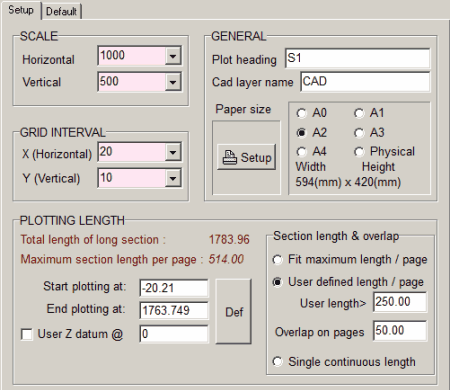 Setup Default
SCALE
Horizontal 1000
Vertical 500
GRID INTERVAL
X (Horizontal) 20
Y (Vertical) 10
GENERAL
Plot heading S1
Cad layer name CAD
Paper size
Setup
A0 A1
A2 A3
A4 Physical
Width Height
594(mm) x 420(mm)
PLOTTING LENGTH
Total length of long section : 1783.96
Maximum section length per page : 514.00
Start plotting at: -20.21
End plotting at: 1763.749
User Z datum @ 0
Def
Section length & overlap
Fit maximum length / page
User defined length / page
User length> 250.00
Overlap on pages 50.00
Single continuous length